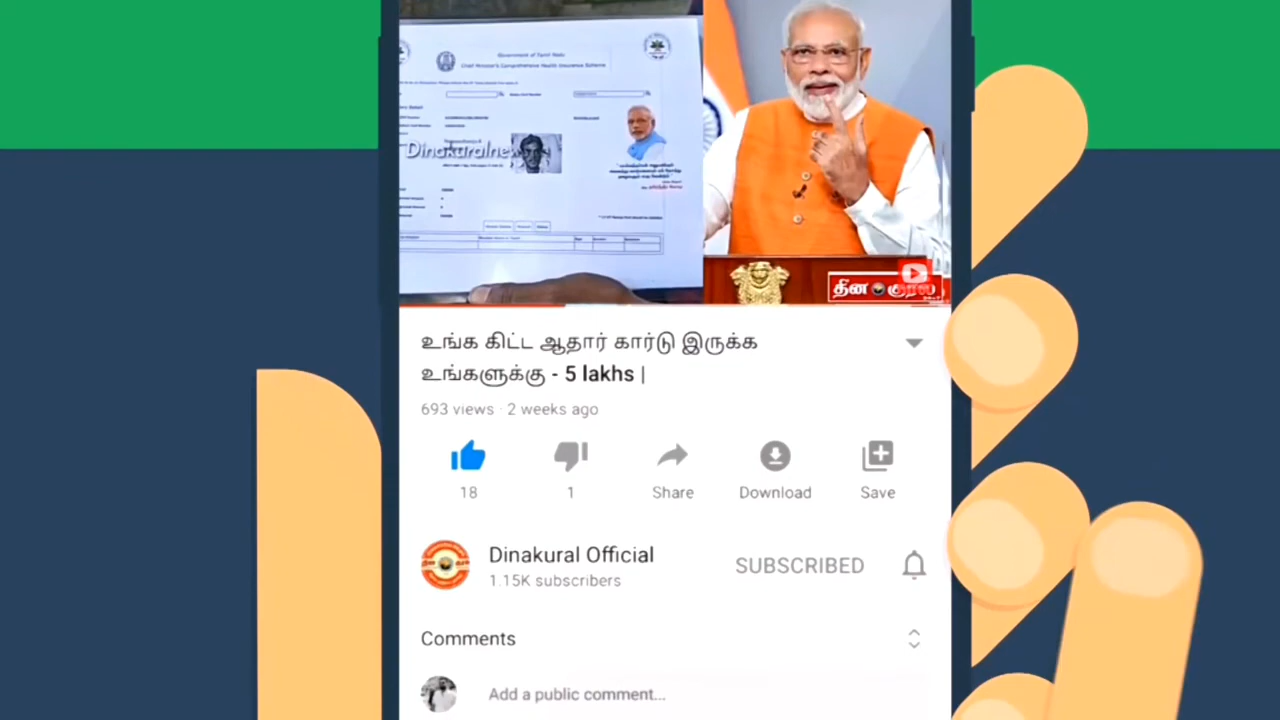 Government of Tamil Nadu
Chief Minister's Comprehensive Health Insurance Scheme
Dinakuralnews
தின குரல்
உங்க கிட்ட ஆதார் கார்டு இருக்க
உங்களுக்கு - 5 lakhs |
693 views · 2 weeks ago
18
1
Share
Download
Save
Dinakural Official
1.15K subscribers
SUBSCRIBED
Comments
Add a public comment...